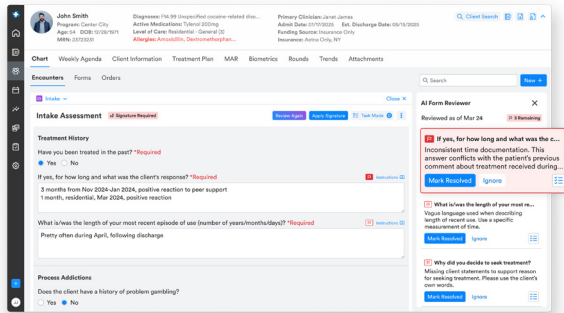 John Smith
Program: Center City
Age: 54 DOB: 12/28/1971
MRN: 23723231
Diagnoses: F14.99 Unspecified cocaine-related diso...
Active Medications: Tylenol 200mg
Level of Care: Residential - General (3)
Allergies: Amoxicillin, Dextromethorphan...
Primary Clinician: Janet James
Admit Date: 07/17/2025 Est. Discharge Date: 05/15/2025
Funding Source: Insurance Only
Insurance: Aetna Only, NY
Client Search
Chart Weekly Agenda Client Information Treatment Plan MAR Biometrics Rounds Trends Attachments
Encounters Forms Orders
Search
New +
Intake
Close ×
Intake Assessment
Signature Required
Review Again
Apply Signature
Task Mode
Treatment History
Have you been treated in the past? *Required
Yes No
If yes, for how long and what was the client's response? *Required
Instructions
3 months from Nov 2024-Jan 2024, positive reaction to peer support
1 month, residential, Mar 2024, positive reaction
What is/was the length of your most recent episode of use (number of years/months/days)? *Required
Instructions
Pretty often during April, following discharge
Process Addictions
Does the client have a history of problem gambling?
Yes No
AI Form Reviewer
Reviewed as of Mar 24
3 Remaining
If yes, for how long and what was the c...
Inconsistent time documentation. This
answer conflicts with the patient's previous
comment about treatment received during...
Mark Resolved Ignore
What is/was the length of your most re...
Vague language used when describing
length of recent use. Use a specific
measurement of time.
Mark Resolved Ignore
Why did you decide to seek treatment?
Missing client statements to support reason
for seeking treatment. Please use the client's
own words.
Mark Resolved Ignore